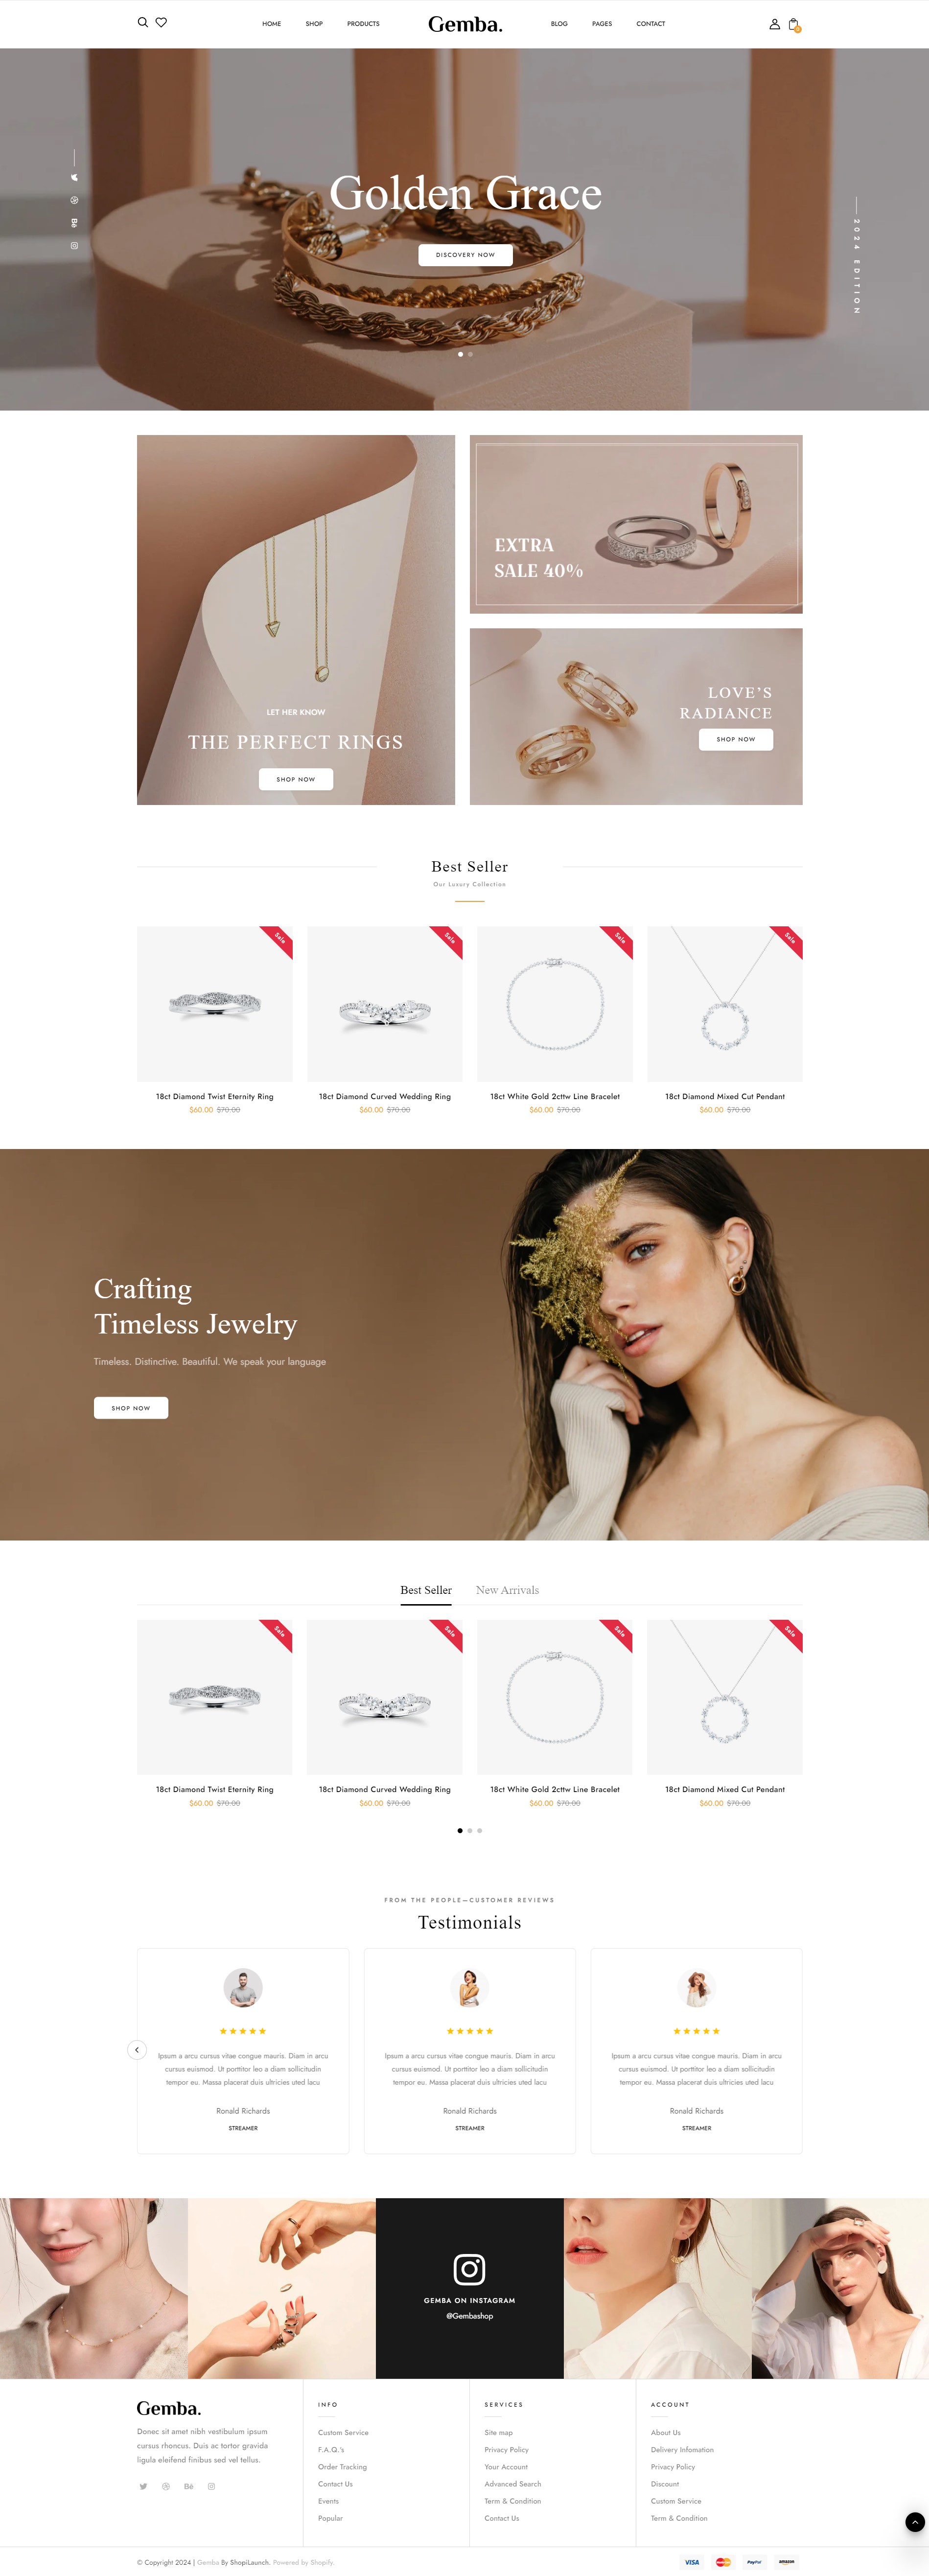 HOME SHOP PRODUCTS Gemba. BLOG PAGES CONTACT
0
Golden Grace
DISCOVERY NOW
Bē
2024 EDITION
LET HER KNOW
THE PERFECT RINGS
SHOP NOW
EXTRA
SALE 40%
LOVE'S
RADIANCE
SHOP NOW
Best Seller
Our Luxury Collection
Sale Sale Sale Sale
18ct Diamond Twist Eternity Ring 18ct Diamond Curved Wedding Ring 18ct White Gold 2cttw Line Bracelet 18ct Diamond Mixed Cut Pendant
$60.00 $70.00 $60.00 $70.00 $60.00 $70.00 $60.00 $70.00
Crafting
Timeless Jewelry
Timeless. Distinctive. Beautiful. We speak your language
SHOP NOW
Best Seller New Arrivals
Sale Sale Sale Sale
18ct Diamond Twist Eternity Ring 18ct Diamond Curved Wedding Ring 18ct White Gold 2cttw Line Bracelet 18ct Diamond Mixed Cut Pendant
$60.00 $70.00 $60.00 $70.00 $60.00 $70.00 $60.00 $70.00
FROM THE PEOPLE—CUSTOMER REVIEWS
Testimonials
Ipsum a arcu cursus vitae congue mauris. Diam in arcu
cursus euismod. Ut porttitor leo a diam sollicitudin
tempor eu. Massa placerat duis ultricies uted lacu
Ronald Richards
STREAMER
Ipsum a arcu cursus vitae congue mauris. Diam in arcu
cursus euismod. Ut porttitor leo a diam sollicitudin
tempor eu. Massa placerat duis ultricies uted lacu
Ronald Richards
STREAMER
Ipsum a arcu cursus vitae congue mauris. Diam in arcu
cursus euismod. Ut porttitor leo a diam sollicitudin
tempor eu. Massa placerat duis ultricies uted lacu
Ronald Richards
STREAMER
GEMBA ON INSTAGRAM
@Gembashop
Gemba.
Donec sit amet nibh vestibulum ipsum
cursus rhoncus. Duis ac tortor gravida
ligula eleifend finibus sed vel tellus.
Bē
INFO
Custom Service
F.A.Q.'s
Order Tracking
Contact Us
Events
Popular
SERVICES
Site map
Privacy Policy
Your Account
Advanced Search
Term & Condition
Contact Us
ACCOUNT
About Us
Delivery Infomation
Privacy Policy
Discount
Custom Service
Term & Condition
© Copyright 2024 | Gemba By ShopiLaunch. Powered by Shopify.
VISA MasterCard PayPal amazon